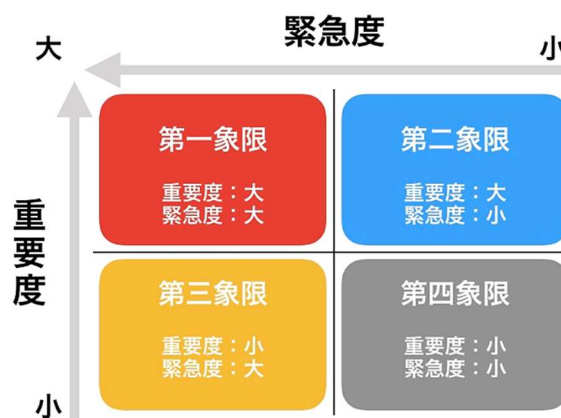 緊急度
大
小
重要度
第一象限
重要度：大
緊急度：大
第二象限
重要度：大
緊急度：小
第三象限
重要度：小
緊急度：大
第四象限
重要度：小
緊急度：小
小